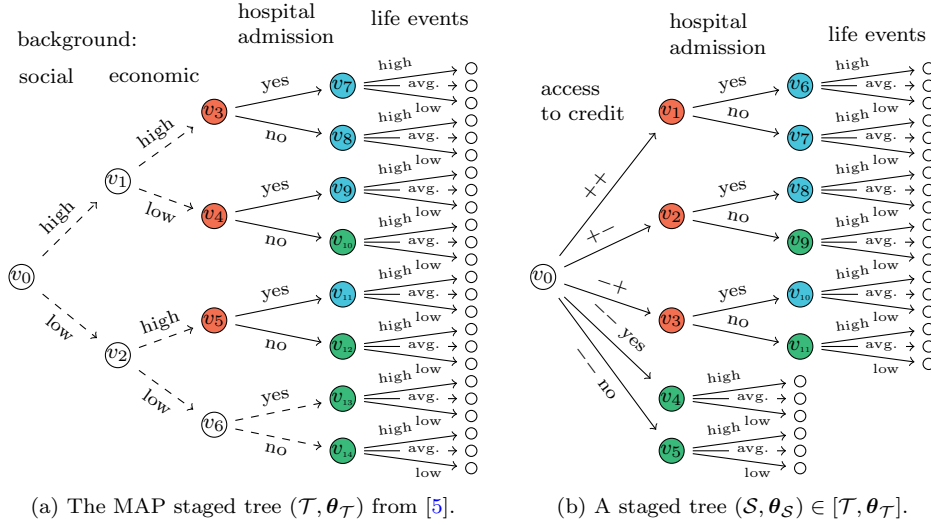 background:
social economic
hospital
admission
life events
v0
high
low
v1
v2
high
low
high
low
v3
v4
v5
v6
yes
no
yes
no
yes
no
yes
no
v7
v8
v9
v10
v11
v12
v13
v14
high
avg.
low
high
avg.
low
high
avg.
low
high
avg.
low
high
avg.
low
high
avg.
low
high
avg.
low
high
avg.
low
(a) The MAP staged tree (𝒯, θ𝒯) from [5].
access
to credit
hospital
admission
life events
v0
++
+−
−+
−− yes
−− no
v1
v2
v3
v4
v5
yes
no
yes
no
yes
no
v6
v7
v8
v9
v10
v11
high
avg.
low
high
avg.
low
high
avg.
low
high
avg.
low
high
avg.
low
high
avg.
low
high
avg.
low
high
avg.
low
(b) A staged tree (𝒮, θ𝒮) ∈ [𝒯, θ𝒯].